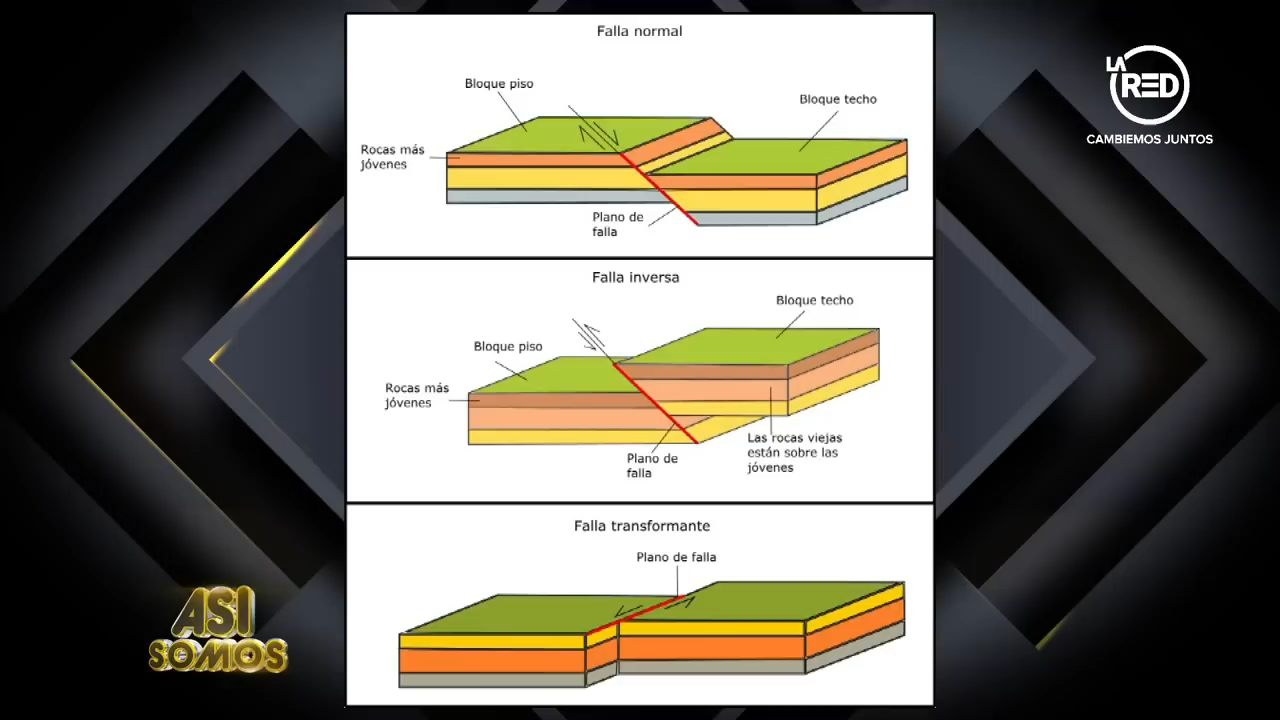 Falla normal
Bloque piso
Bloque techo
Rocas más
jóvenes
Plano de
falla
Falla inversa
Bloque techo
Bloque piso
Rocas más
jóvenes
Plano de
falla
Las rocas viejas
están sobre las
jóvenes
Falla transformante
Plano de falla
LA
RED
CAMBIEMOS JUNTOS
ASI
SOMOS